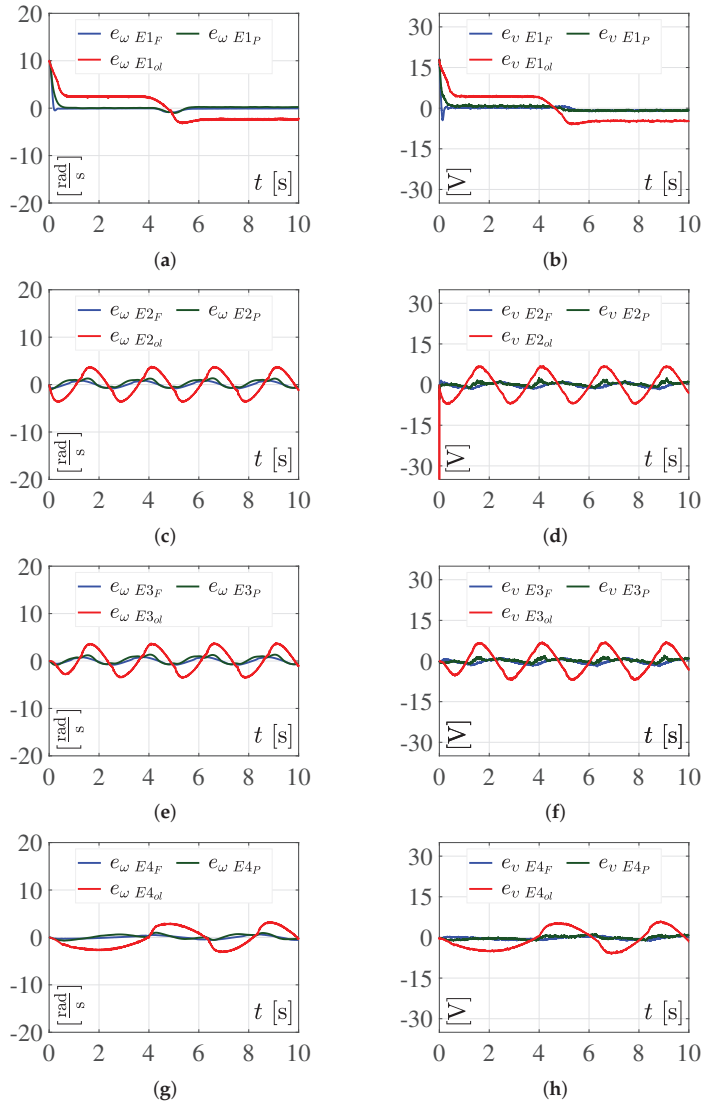 20
10
0
-10
-20
e_ω E1_F e_ω E1_P
e_ω E1_ol
[rad/s]
t [s]
0 2 4 6 8 10
(a)
30
15
0
-15
-30
e_υ E1_F e_υ E1_P
e_υ E1_ol
[V]
t [s]
0 2 4 6 8 10
(b)
20
10
0
-10
-20
e_ω E2_F e_ω E2_P
e_ω E2_ol
[rad/s]
t [s]
0 2 4 6 8 10
(c)
30
15
0
-15
-30
e_υ E2_F e_υ E2_P
e_υ E2_ol
[V]
t [s]
0 2 4 6 8 10
(d)
20
10
0
-10
-20
e_ω E3_F e_ω E3_P
e_ω E3_ol
[rad/s]
t [s]
0 2 4 6 8 10
(e)
30
15
0
-15
-30
e_υ E3_F e_υ E3_P
e_υ E3_ol
[V]
t [s]
0 2 4 6 8 10
(f)
20
10
0
-10
-20
e_ω E4_F e_ω E4_P
e_ω E4_ol
[rad/s]
t [s]
0 2 4 6 8 10
(g)
30
15
0
-15
-30
e_υ E4_F e_υ E4_P
e_υ E4_ol
[V]
t [s]
0 2 4 6 8 10
(h)